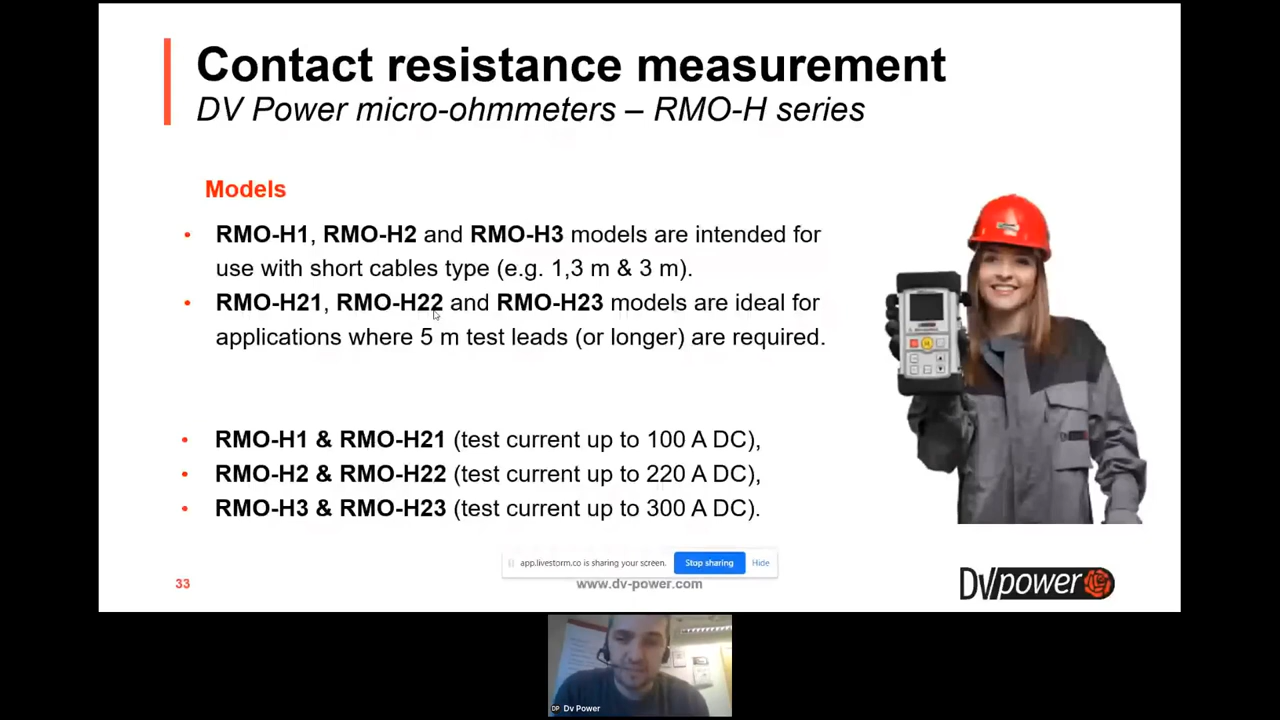 Contact resistance measurement
DV Power micro-ohmmeters – RMO-H series
Models
• RMO-H1, RMO-H2 and RMO-H3 models are intended for
use with short cables type (e.g. 1,3 m & 3 m).
• RMO-H21, RMO-H22 and RMO-H23 models are ideal for
applications where 5 m test leads (or longer) are required.
• RMO-H1 & RMO-H21 (test current up to 100 A DC),
• RMO-H2 & RMO-H22 (test current up to 220 A DC),
• RMO-H3 & RMO-H23 (test current up to 300 A DC).
app.livestorm.co is sharing your screen. Stop sharing Hide
33 www.dv-power.com
DV power
DP Dv Power